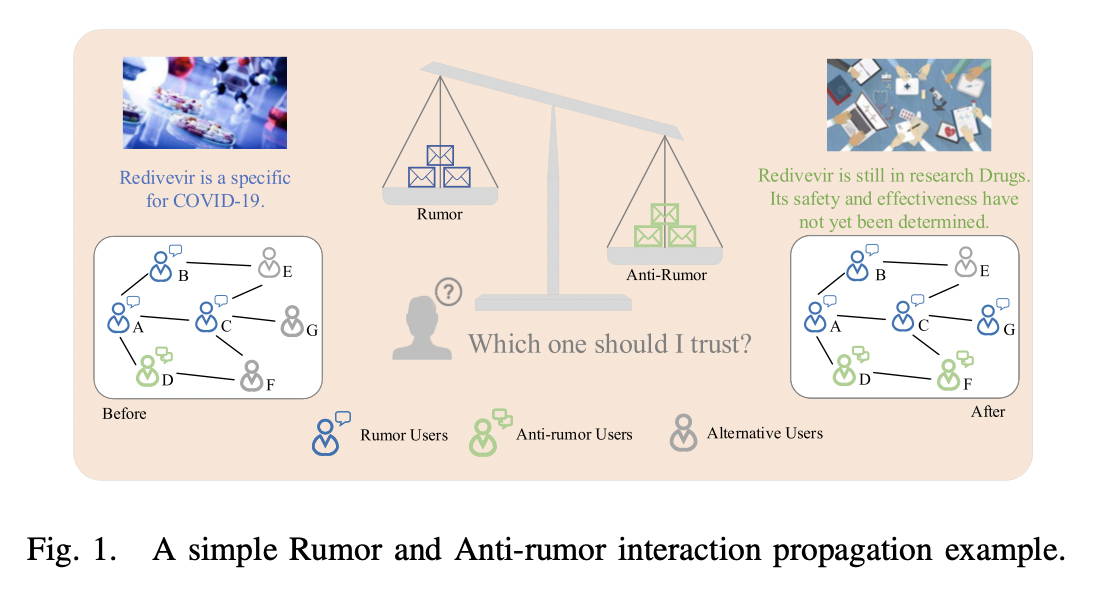 Redivevir is a specific
for COVID-19.
Rumor
Anti-Rumor
Redivevir is still in research Drugs.
Its safety and effectiveness have
not yet been determined.
B
E
A
C
G
D
F
Before
?
Which one should I trust?
B
E
A
C
G
D
F
After
Rumor Users
Anti-rumor Users
Alternative Users
Fig. 1. A simple Rumor and Anti-rumor interaction propagation example.